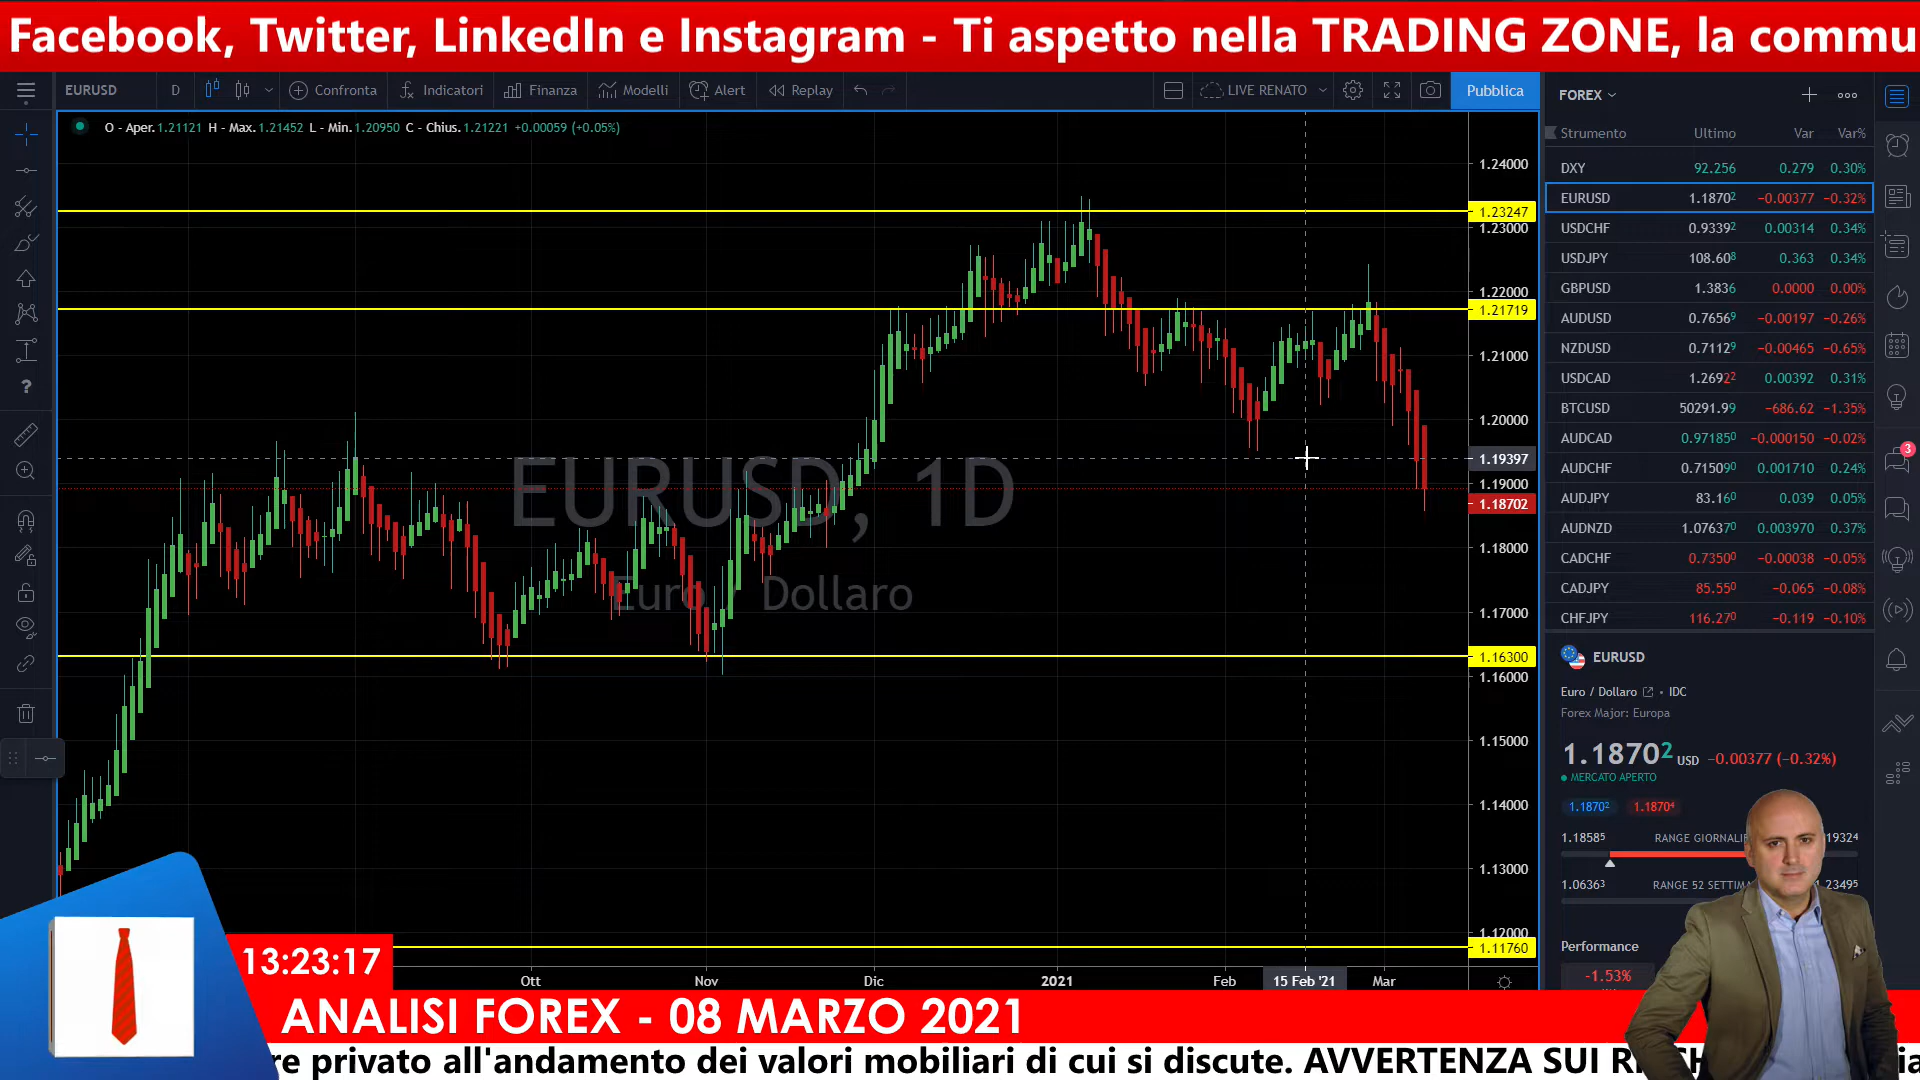 Facebook, Twitter, LinkedIn e Instagram - Ti aspetto nella TRADING ZONE, la commu
EURUSD D Confronta Indicatori Finanza Modelli Alert Replay LIVE RENATO Pubblica
O - Aper. 1.21121 H - Max. 1.21452 L - Min. 1.20950 C - Chius. 1.21221 +0.00059 (+0.05%)
EURUSD, 1D
Euro / Dollaro
1.24000
1.23247
1.23000
1.22000
1.21719
1.21000
1.20000
1.19397
1.19000
1.18702
1.18000
1.17000
1.16300
1.16000
1.15000
1.14000
1.13000
1.12000
1.11760
Ott Nov Dic 2021 Feb 15 Feb '21 Mar
FOREX
Strumento Ultimo Var Var%
DXY 92.256 0.279 0.30%
EURUSD 1.18702 −0.00377 −0.32%
USDCHF 0.93392 0.00314 0.34%
USDJPY 108.608 0.363 0.34%
GBPUSD 1.3836 0.0000 0.00%
AUDUSD 0.76569 −0.00197 −0.26%
NZDUSD 0.71129 −0.00465 −0.65%
USDCAD 1.26922 0.00392 0.31%
BTCUSD 50291.99 −686.62 −1.35%
AUDCAD 0.971850 −0.000150 −0.02%
AUDCHF 0.715090 0.001710 0.24%
AUDJPY 83.160 0.039 0.05%
AUDNZD 1.076370 0.003970 0.37%
CADCHF 0.73500 −0.00038 −0.05%
CADJPY 85.550 −0.065 −0.08%
CHFJPY 116.270 −0.119 −0.10%
3
EURUSD
Euro / Dollaro • IDC
Forex Major: Europa
1.18702 USD −0.00377 (−0.32%)
MERCATO APERTO
1.18702 1.18704
1.18585 RANGE GIORNALIE 19324
1.06363 RANGE 52 SETTIM 23495
Performance
-1.53%
13:23:17
ANALISI FOREX - 08 MARZO 2021
re privato all'andamento dei valori mobiliari di cui si discute. AVVERTENZA SUI